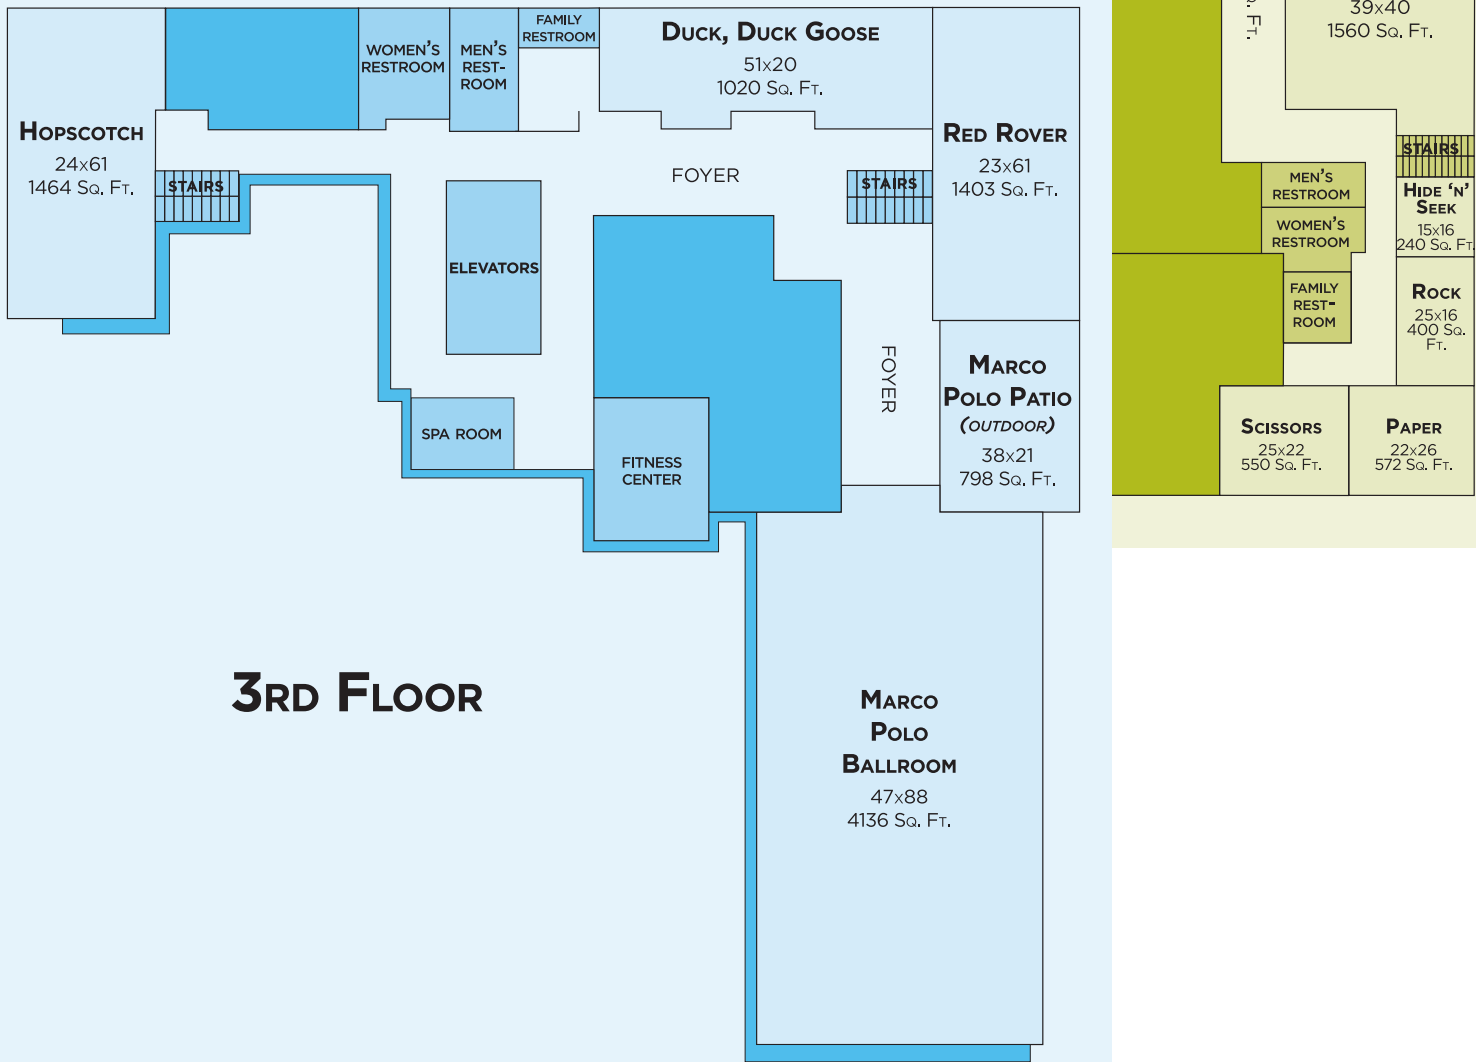 Hopscotch
24x61
1464 Sq. Ft.
STAIRS
WOMEN'S
RESTROOM
MEN'S
REST-
ROOM
FAMILY
RESTROOM
Duck, Duck Goose
51x20
1020 Sq. Ft.
Red Rover
23x61
1403 Sq. Ft.
FOYER
STAIRS
ELEVATORS
SPA ROOM
FITNESS
CENTER
FOYER
Marco
Polo Patio
(OUTDOOR)
38x21
798 Sq. Ft.
3rd Floor
Marco
Polo
Ballroom
47x88
4136 Sq. Ft.
Ft.
39x40
1560 Sq. Ft.
STAIRS
MEN'S
RESTROOM
WOMEN'S
RESTROOM
FAMILY
REST-
ROOM
Hide 'n'
Seek
15x16
240 Sq. Ft.
Rock
25x16
400 Sq.
Ft.
Scissors
25x22
550 Sq. Ft.
Paper
22x26
572 Sq. Ft.